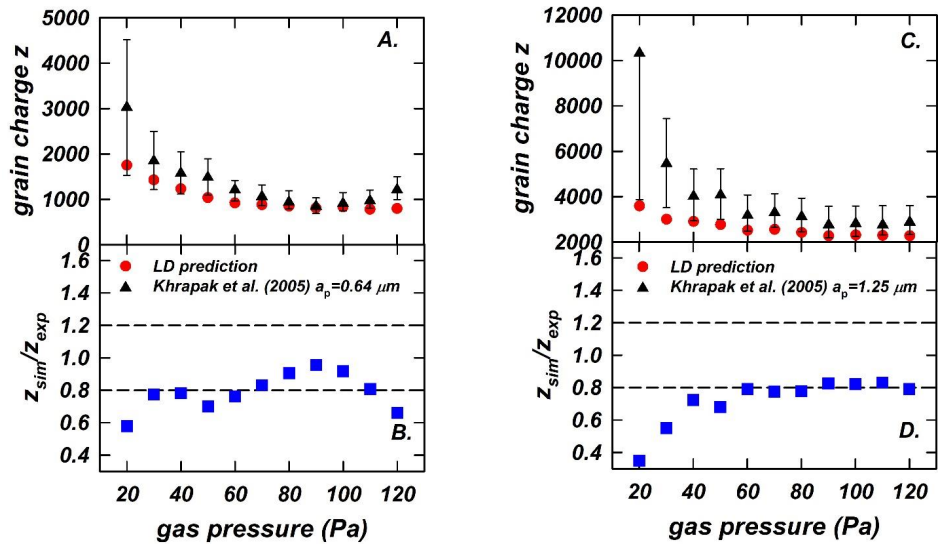 5000
4000
3000
2000
1000
0
grain charge z
A.
1.6
1.4
1.2
1.0
0.8
0.6
0.4
z_sim/z_exp
LD prediction
Khrapak et al. (2005) a_p=0.64 μm
B.
20 40 60 80 100 120
gas pressure (Pa)
12000
10000
8000
6000
4000
2000
grain charge z
C.
1.6
1.4
1.2
1.0
0.8
0.6
0.4
z_sim/z_exp
LD prediction
Khrapak et al. (2005) a_p=1.25 μm
D.
20 40 60 80 100 120
gas pressure (Pa)